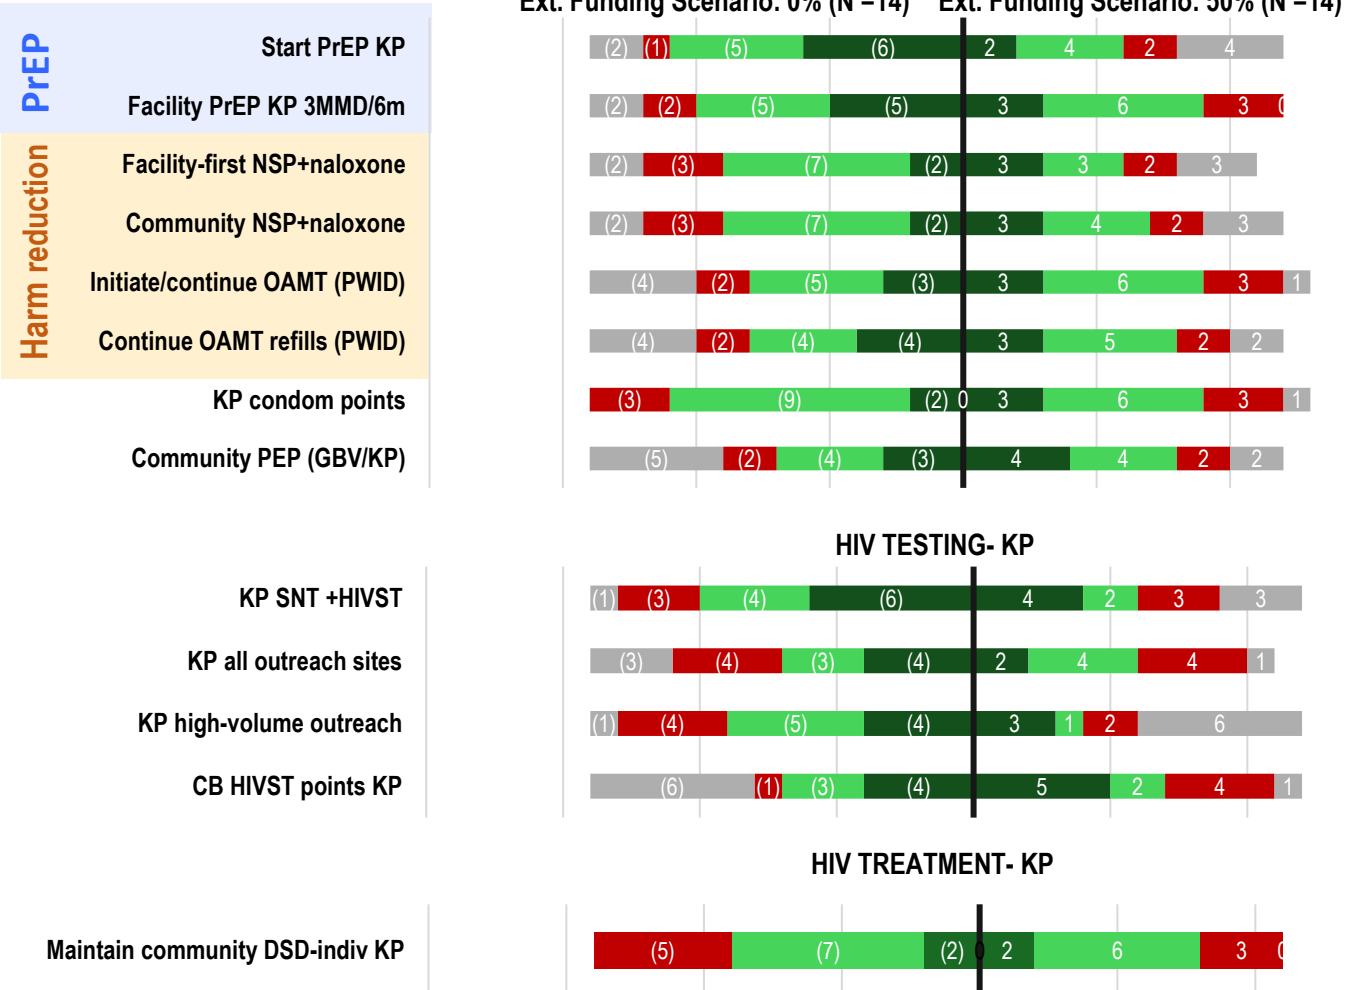 Ext. Funding Scenario: 0% (N =14) Ext. Funding Scenario: 50% (N =14)
PrEP
Start PrEP KP (2) (1) (5) (6) 2 4 2 4
Facility PrEP KP 3MMD/6m (2) (2) (5) (5) 3 6 3 0
Harm reduction
Facility-first NSP+naloxone (2) (3) (7) (2) 3 3 2 3
Community NSP+naloxone (2) (3) (7) (2) 3 4 2 3
Initiate/continue OAMT (PWID) (4) (2) (5) (3) 3 6 3 1
Continue OAMT refills (PWID) (4) (2) (4) (4) 3 5 2 2
KP condom points (3) (9) (2) 0 3 6 3 1
Community PEP (GBV/KP) (5) (2) (4) (3) 4 4 2 2
HIV TESTING- KP
KP SNT +HIVST (1) (3) (4) (6) 4 2 3 3
KP all outreach sites (3) (4) (3) (4) 2 4 4 1
KP high-volume outreach (1) (4) (5) (4) 3 1 2 6
CB HIVST points KP (6) (1) (3) (4) 5 2 4 1
HIV TREATMENT- KP
Maintain community DSD-indiv KP (5) (7) (2) 0 2 6 3 0